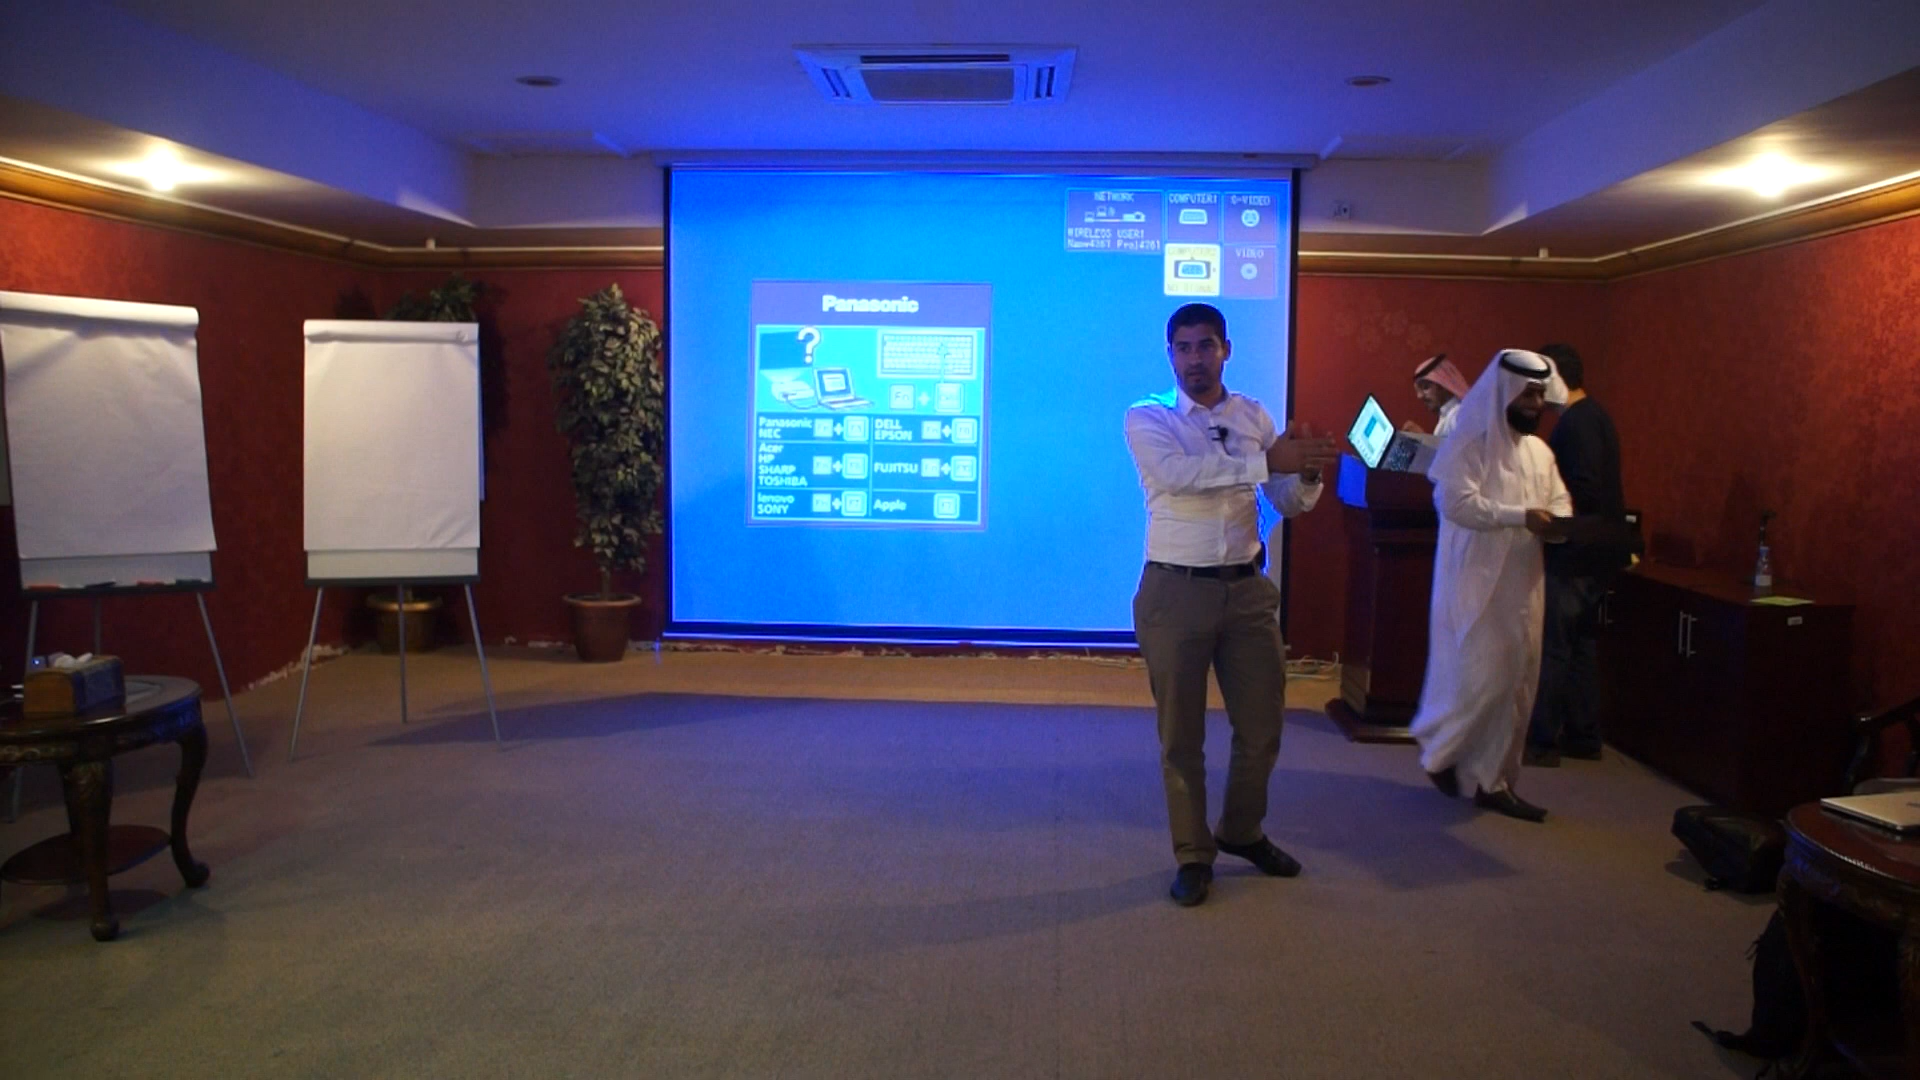 NETWORK
COMPUTER1
S-VIDEO
WIRELESS USER1
VIDEO
Panasonic
?
Panasonic
NEC
+
DELL
EPSON
+
Acer
HP
SHARP
TOSHIBA
+
FUJITSU
+
lenovo
SONY
+
Apple